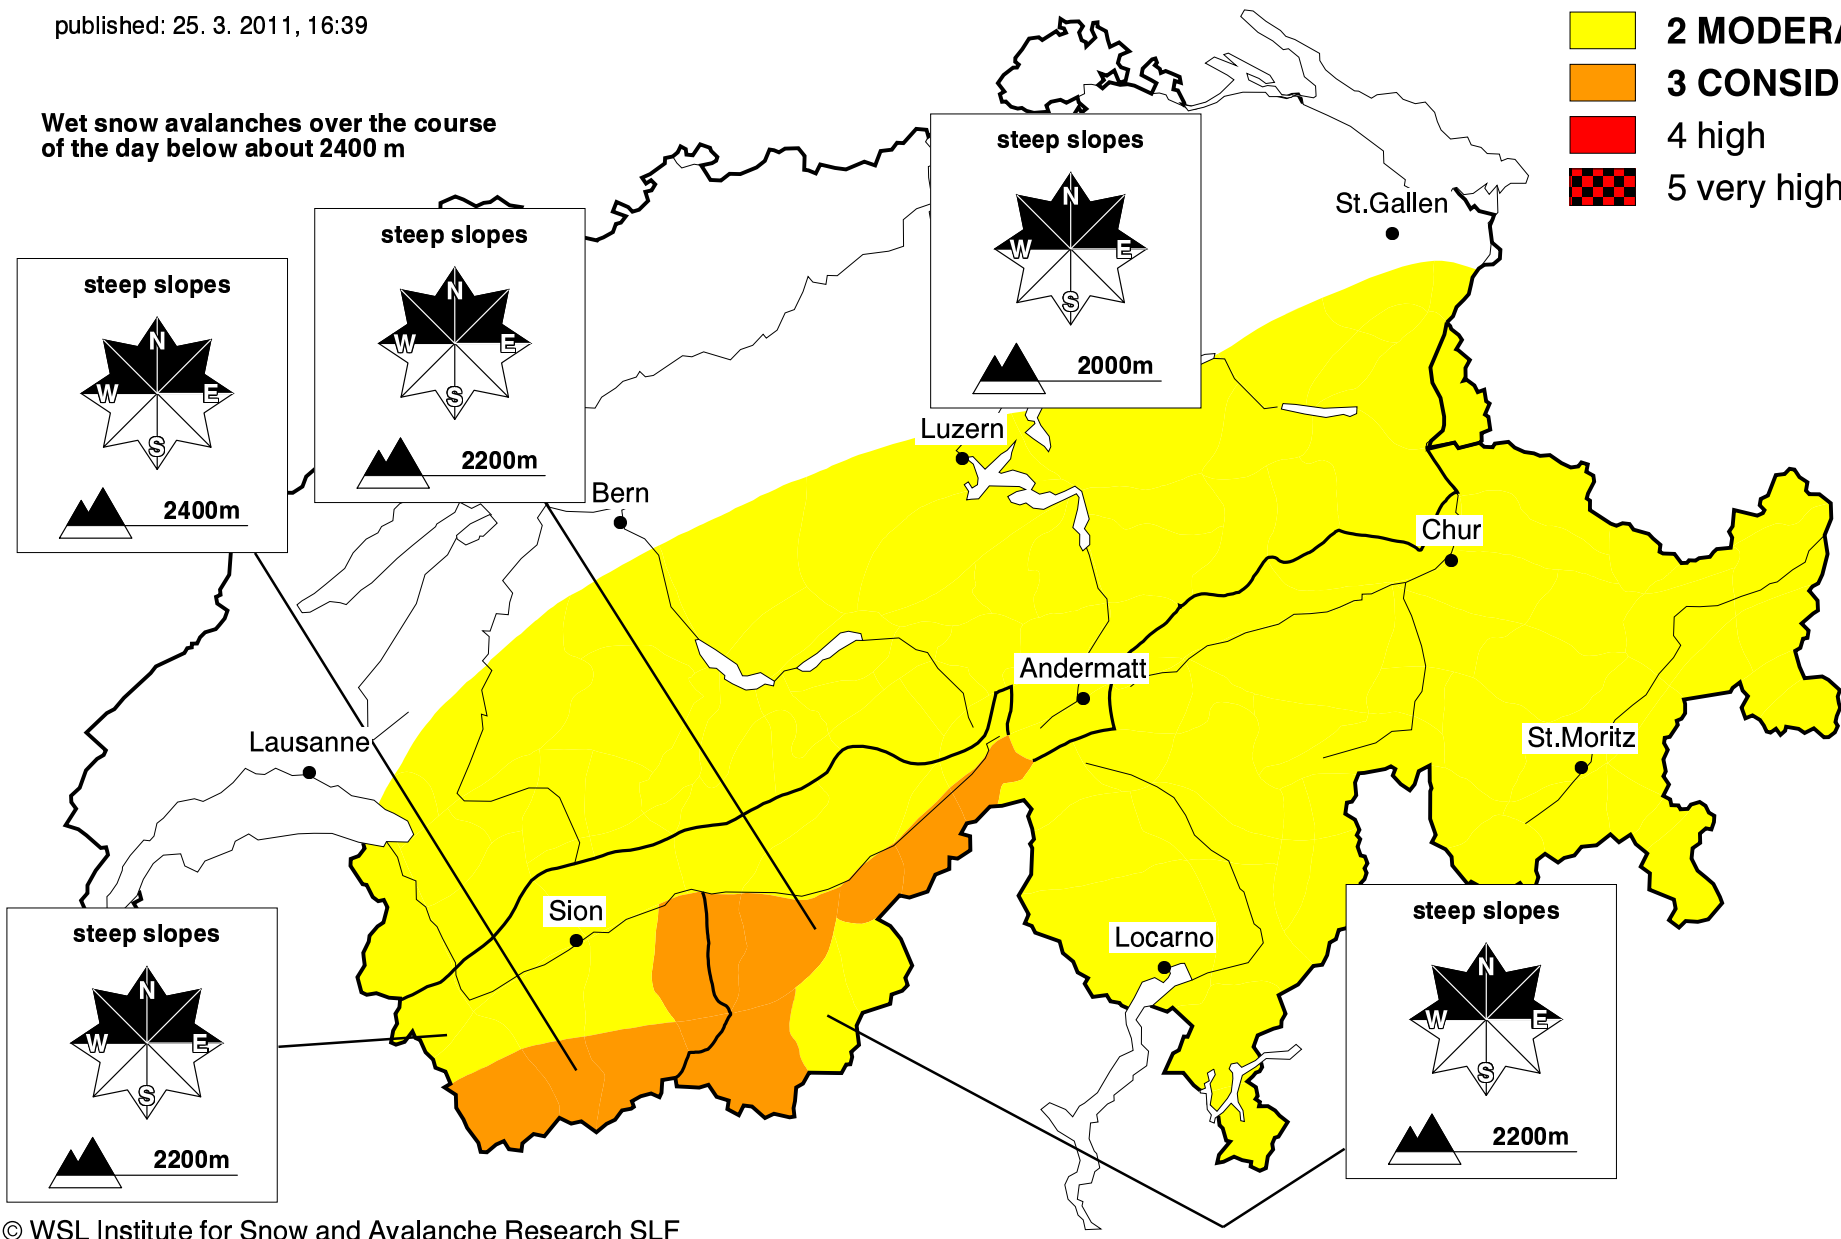 published: 25. 3. 2011, 16:39
2 MODERA
3 CONSID
4 high
5 very high
Wet snow avalanches over the course
of the day below about 2400 m
steep slopes
N
W E
S
2000m
St.Gallen
steep slopes
N
W E
S
2200m
steep slopes
N
W E
S
2400m
Luzern
Bern
Chur
Andermatt
St.Moritz
Lausanne
Sion
Locarno
steep slopes
N
W E
S
2200m
steep slopes
N
W E
S
2200m
© WSL Institute for Snow and Avalanche Research SLF